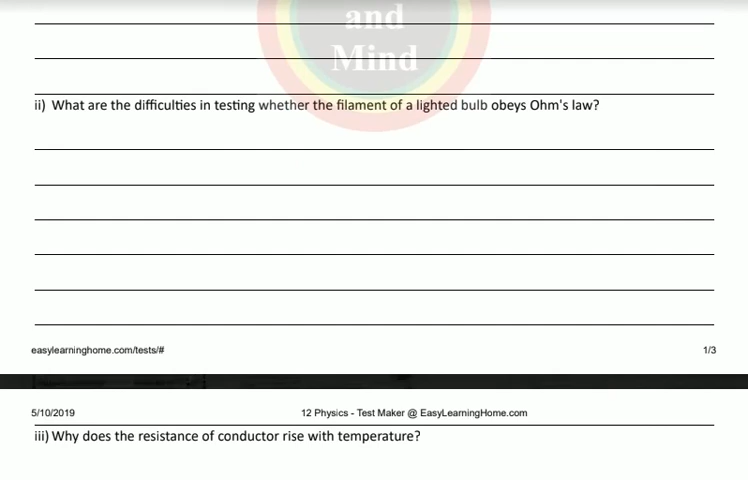 and
Mind
ii) What are the difficulties in testing whether the filament of a lighted bulb obeys Ohm's law?
easylearninghome.com/tests/# 1/3
5/10/2019 12 Physics - Test Maker @ EasyLearningHome.com
iii) Why does the resistance of conductor rise with temperature?